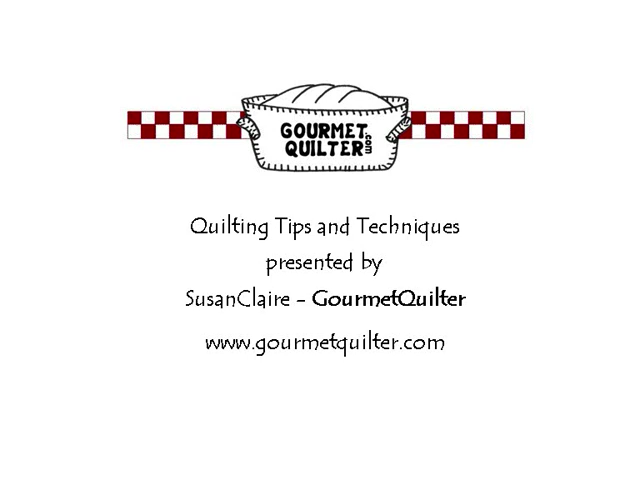 GOURMET
QUILTER.com
Quilting Tips and Techniques
presented by
SusanClaire - GourmetQuilter
www.gourmetquilter.com